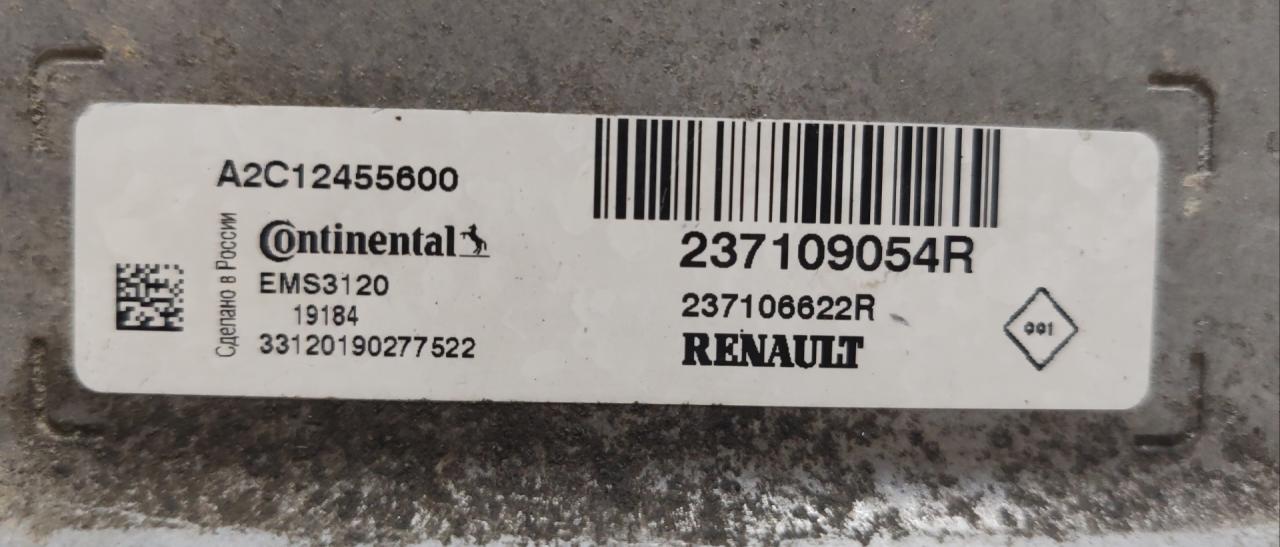 A2C12455600
Сделано в России
Continental
EMS3120
19184
33120190277522
237109054R
237106622R
RENAULT
001